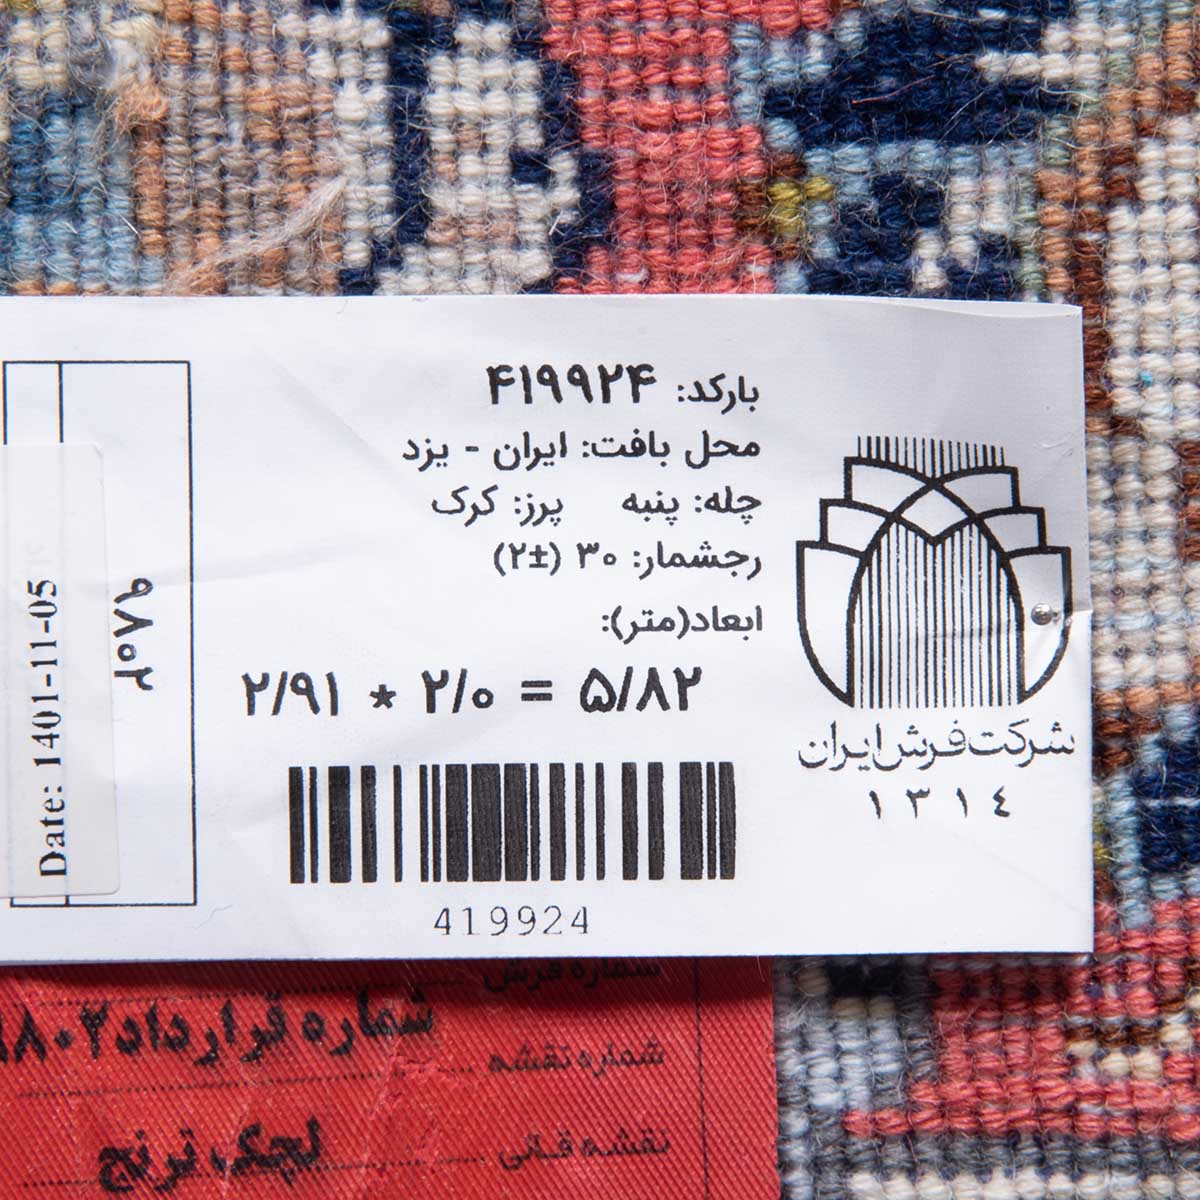 بارکد: ۴۱۹۹۲۴
محل بافت: ایران - یزد
چله: پنبه پرز: کرک
رجشمار: ۳۰ (±۲)
ابعاد(متر):
۲/۹۱ * ۲/۰ = ۵/۸۲
419924
شرکت فرش ایران
۱۳۱۴
۹۸۰۲
Date: 1401-11-05
شماره فرش
شماره قرارداد ۹۸۰۲
شماره نقشه
نقشه قالی لچک ترنج